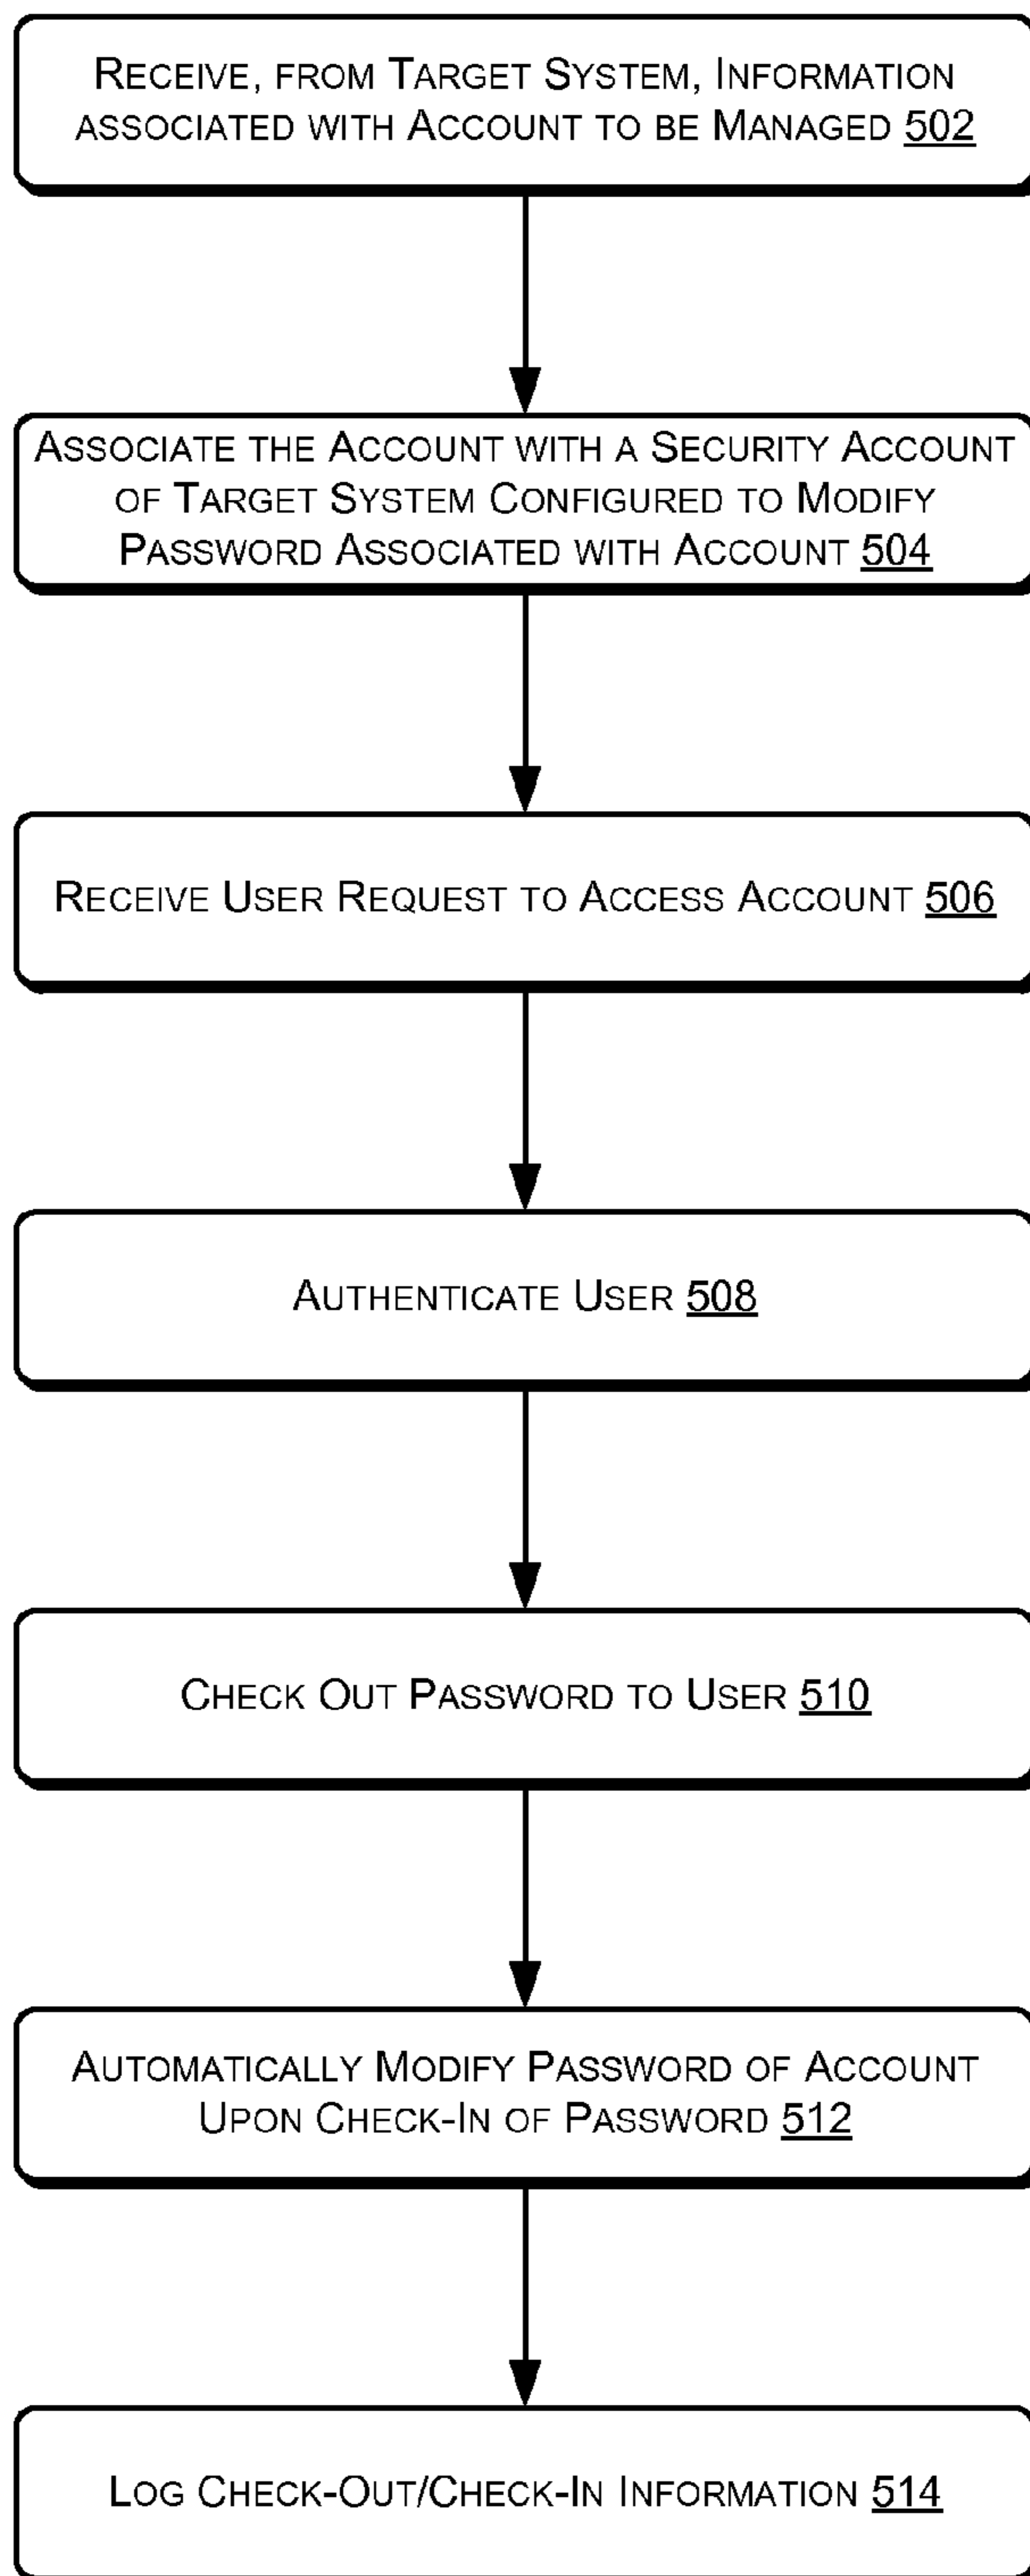 RECEIVE, FROM TARGET SYSTEM, INFORMATION
ASSOCIATED WITH ACCOUNT TO BE MANAGED 502
ASSOCIATE THE ACCOUNT WITH A SECURITY ACCOUNT
OF TARGET SYSTEM CONFIGURED TO MODIFY
PASSWORD ASSOCIATED WITH ACCOUNT 504
RECEIVE USER REQUEST TO ACCESS ACCOUNT 506
AUTHENTICATE USER 508
CHECK OUT PASSWORD TO USER 510
AUTOMATICALLY MODIFY PASSWORD OF ACCOUNT
UPON CHECK-IN OF PASSWORD 512
LOG CHECK-OUT/CHECK-IN INFORMATION 514